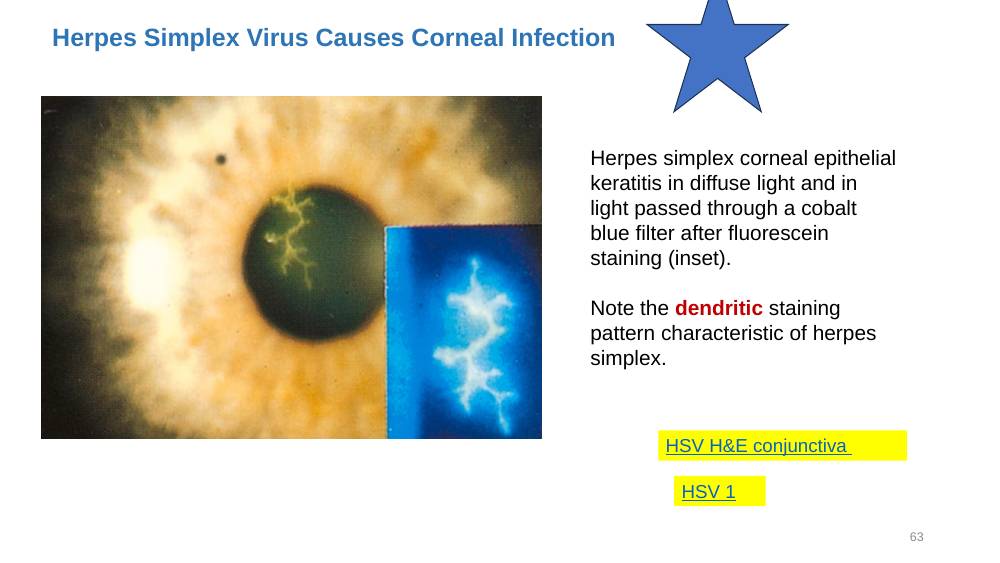 Herpes Simplex Virus Causes Corneal Infection
Herpes simplex corneal epithelial
keratitis in diffuse light and in
light passed through a cobalt
blue filter after fluorescein
staining (inset).
Note the dendritic staining
pattern characteristic of herpes
simplex.
HSV H&E conjunctiva
HSV 1
63